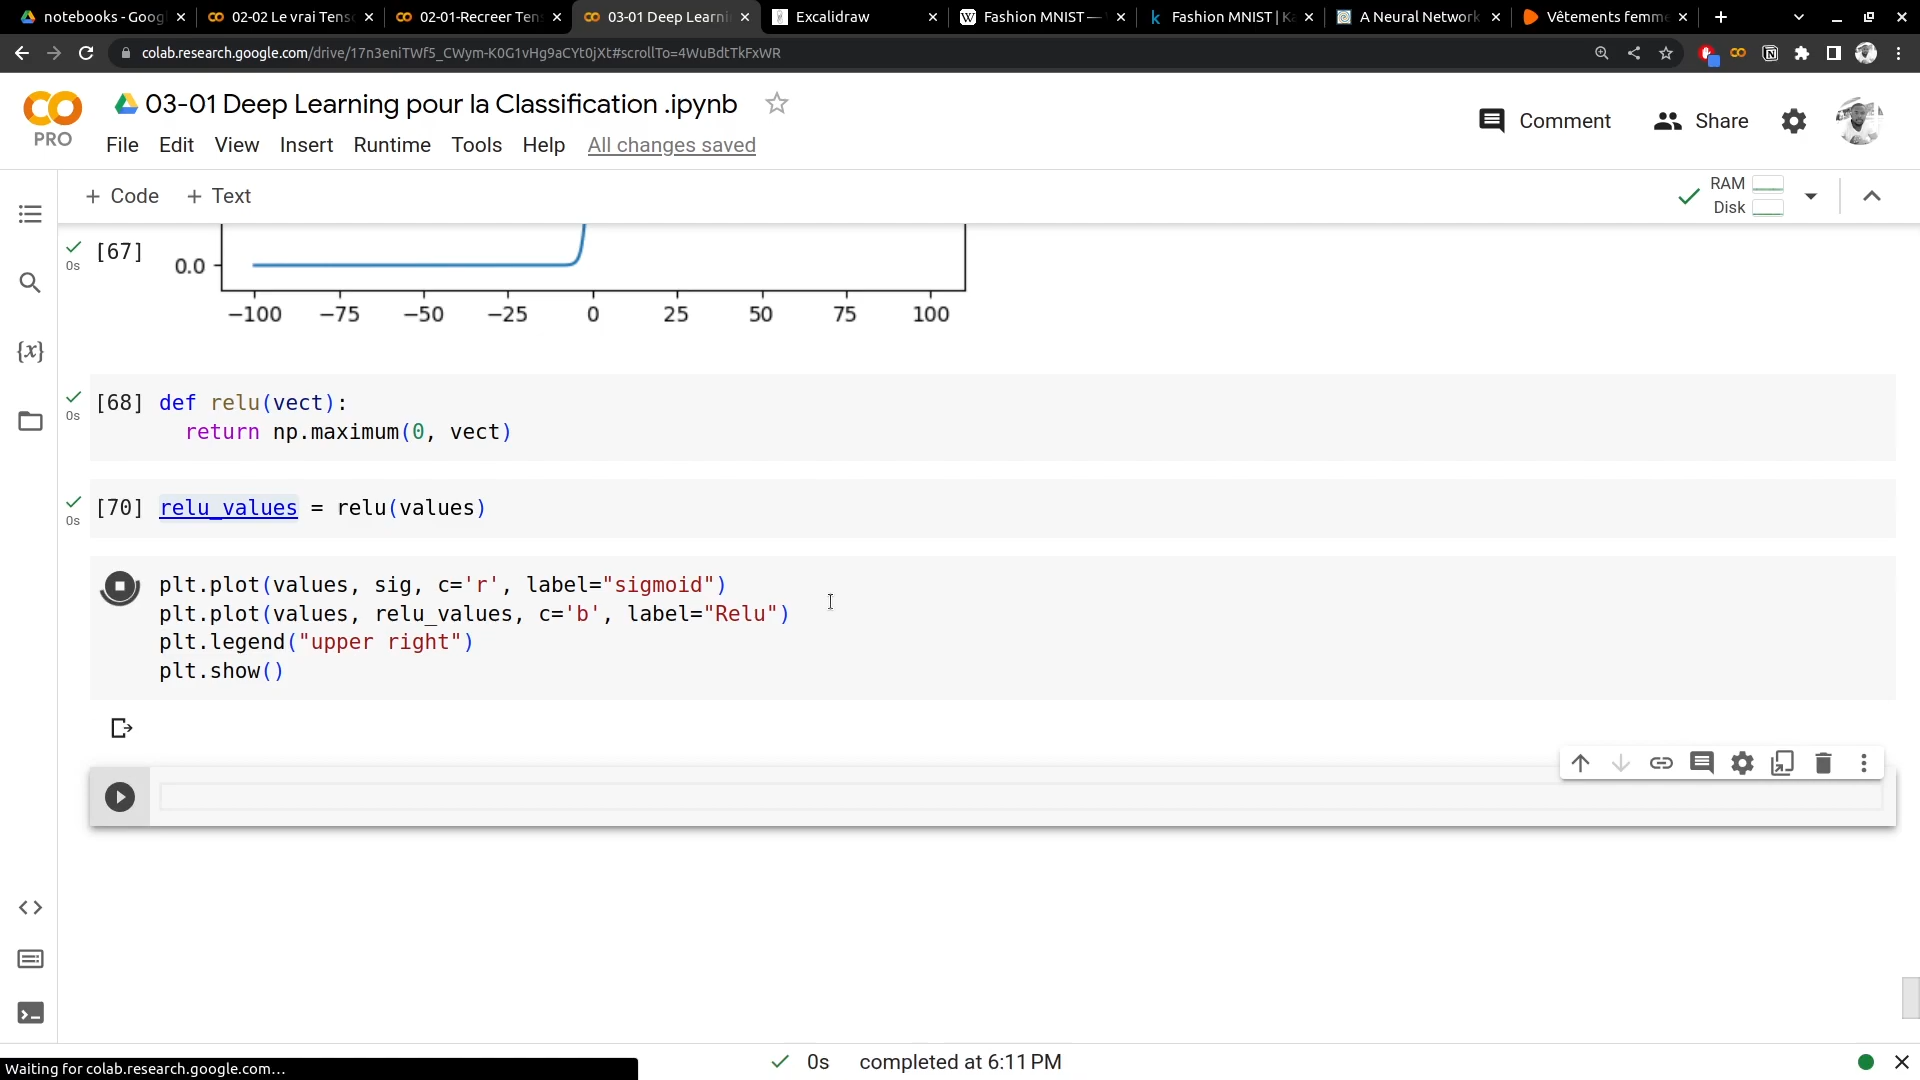 notebooks - Goog
02-02 Le vrai Tenso
02-01-Recreer Tens
03-01 Deep Learni
Excalidraw
Fashion MNIST —
Fashion MNIST | Ka
A Neural Network
Vêtements femme
colab.research.google.com/drive/17n3eniTWf5_CWym-K0G1vHg9aCYt0jXt#scrollTo=4WuBdtTkFxWR
PRO
03-01 Deep Learning pour la Classification .ipynb
File Edit View Insert Runtime Tools Help All changes saved
Comment
Share
+ Code + Text
RAM
Disk
[67]
0s
0.0
−100 −75 −50 −25 0 25 50 75 100
[68] def relu(vect):
0s
return np.maximum(0, vect)
[70] relu_values = relu(values)
0s
plt.plot(values, sig, c='r', label="sigmoid")
plt.plot(values, relu_values, c='b', label="Relu")
plt.legend("upper right")
plt.show()
{x}
0s completed at 6:11 PM
Waiting for colab.research.google.com...